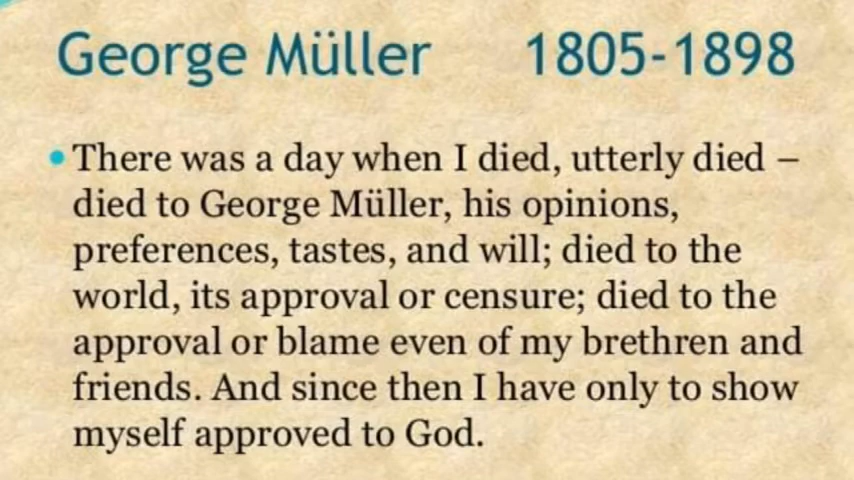 George Müller 1805-1898
• There was a day when I died, utterly died –
died to George Müller, his opinions,
preferences, tastes, and will; died to the
world, its approval or censure; died to the
approval or blame even of my brethren and
friends. And since then I have only to show
myself approved to God.